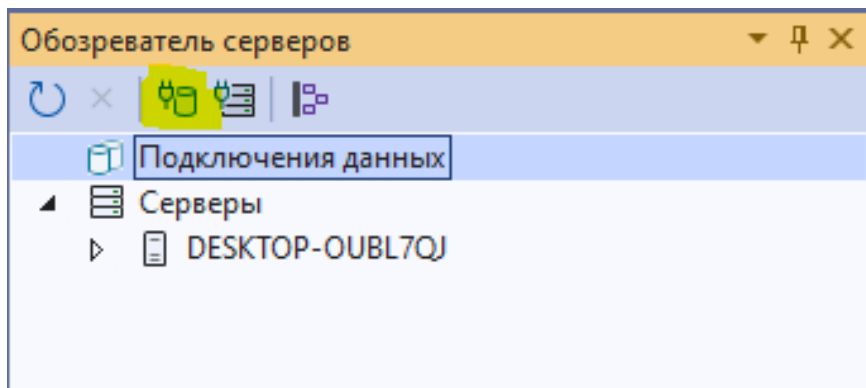 Обозреватель серверов
Подключения данных
Серверы
DESKTOP-OUBL7QJ